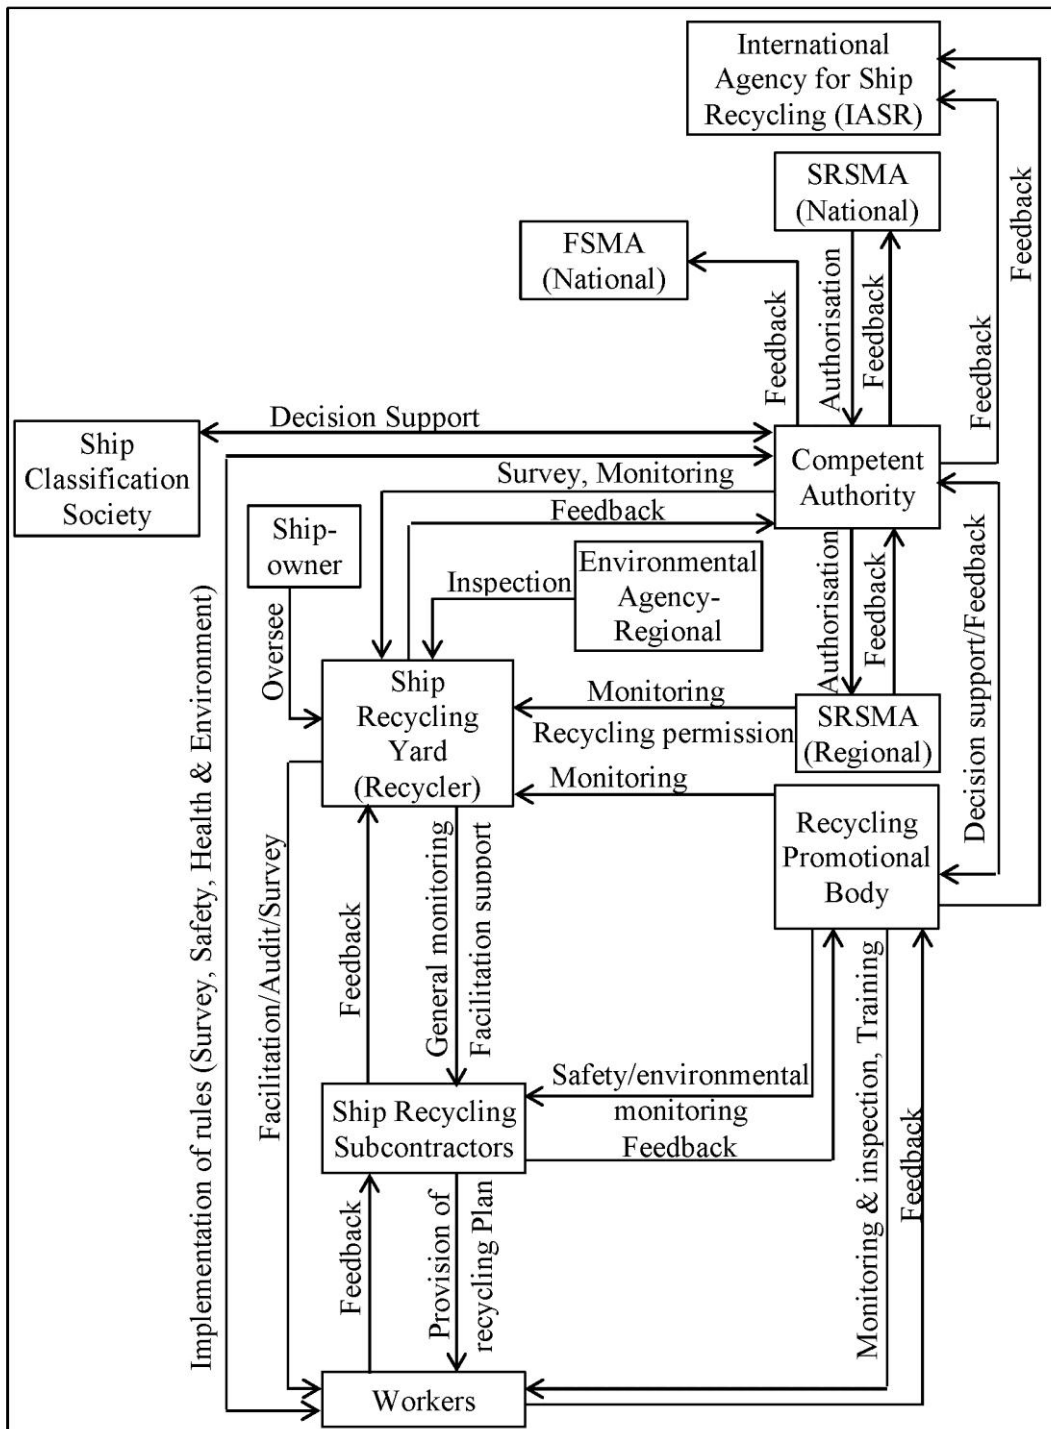 International
Agency for Ship
Recycling (IASR)
SRSMA
(National)
FSMA
(National)
Feedback
Authorisation
Feedback
Feedback
Feedback
Decision Support
Ship
Classification
Society
Competent
Authority
Survey, Monitoring
Feedback
Ship-
owner
Inspection
Environmental
Agency-
Regional
Oversee
Authorisation
Feedback
Decision support/Feedback
Ship
Recycling
Yard
(Recycler)
Monitoring
Recycling permission
SRSMA
(Regional)
Monitoring
Recycling
Promotional
Body
Implementation of rules (Survey, Safety, Health & Environment)
Facilitation/Audit/Survey
Feedback
General monitoring
Facilitation support
Safety/environmental
monitoring
Feedback
Monitoring & inspection, Training
Feedback
Ship Recycling
Subcontractors
Feedback
Provision of
recycling Plan
Workers